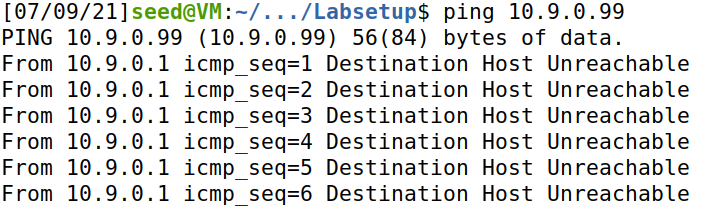 [07/09/21]seed@VM:~/.../Labsetup$ ping 10.9.0.99
PING 10.9.0.99 (10.9.0.99) 56(84) bytes of data.
From 10.9.0.1 icmp_seq=1 Destination Host Unreachable
From 10.9.0.1 icmp_seq=2 Destination Host Unreachable
From 10.9.0.1 icmp_seq=3 Destination Host Unreachable
From 10.9.0.1 icmp_seq=4 Destination Host Unreachable
From 10.9.0.1 icmp_seq=5 Destination Host Unreachable
From 10.9.0.1 icmp_seq=6 Destination Host Unreachable